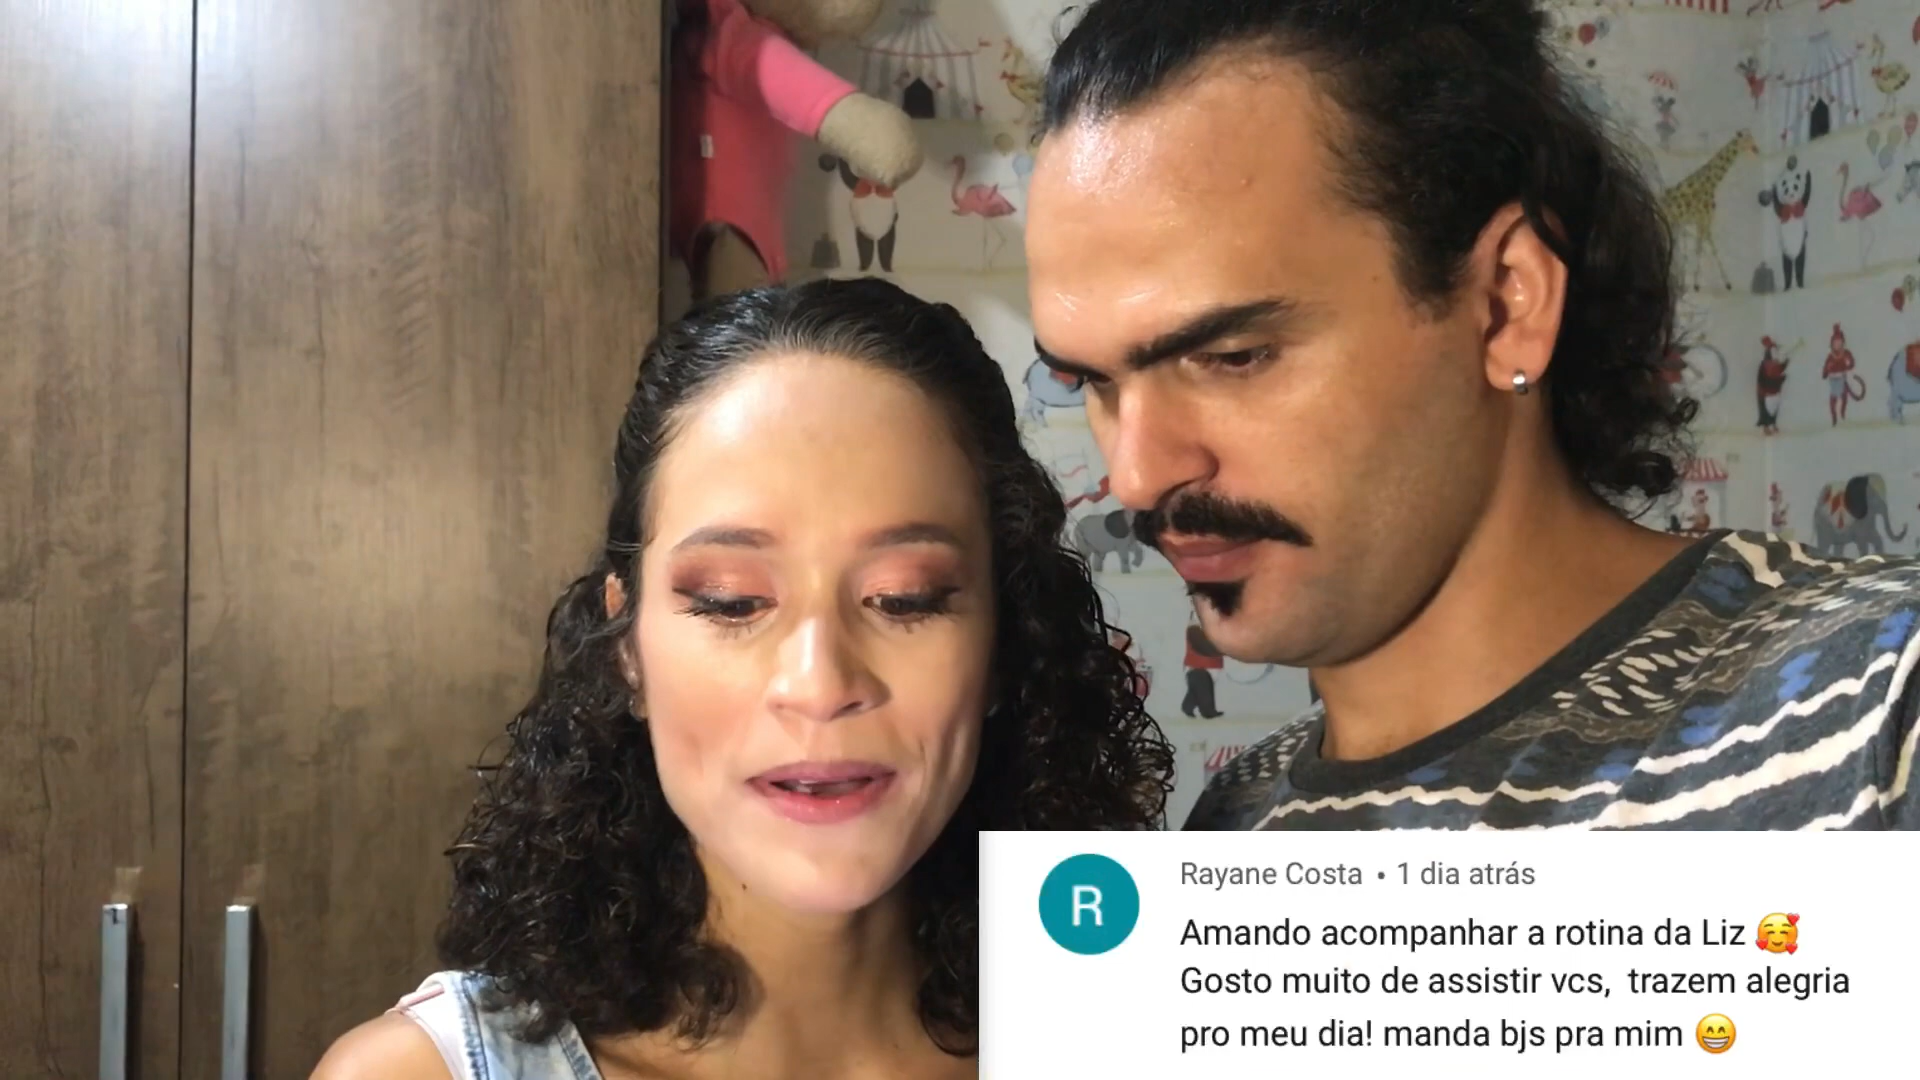 R
Rayane Costa • 1 dia atrás
Amando acompanhar a rotina da Liz 🥰
Gosto muito de assistir vcs, trazem alegria
pro meu dia! manda bjs pra mim 😁